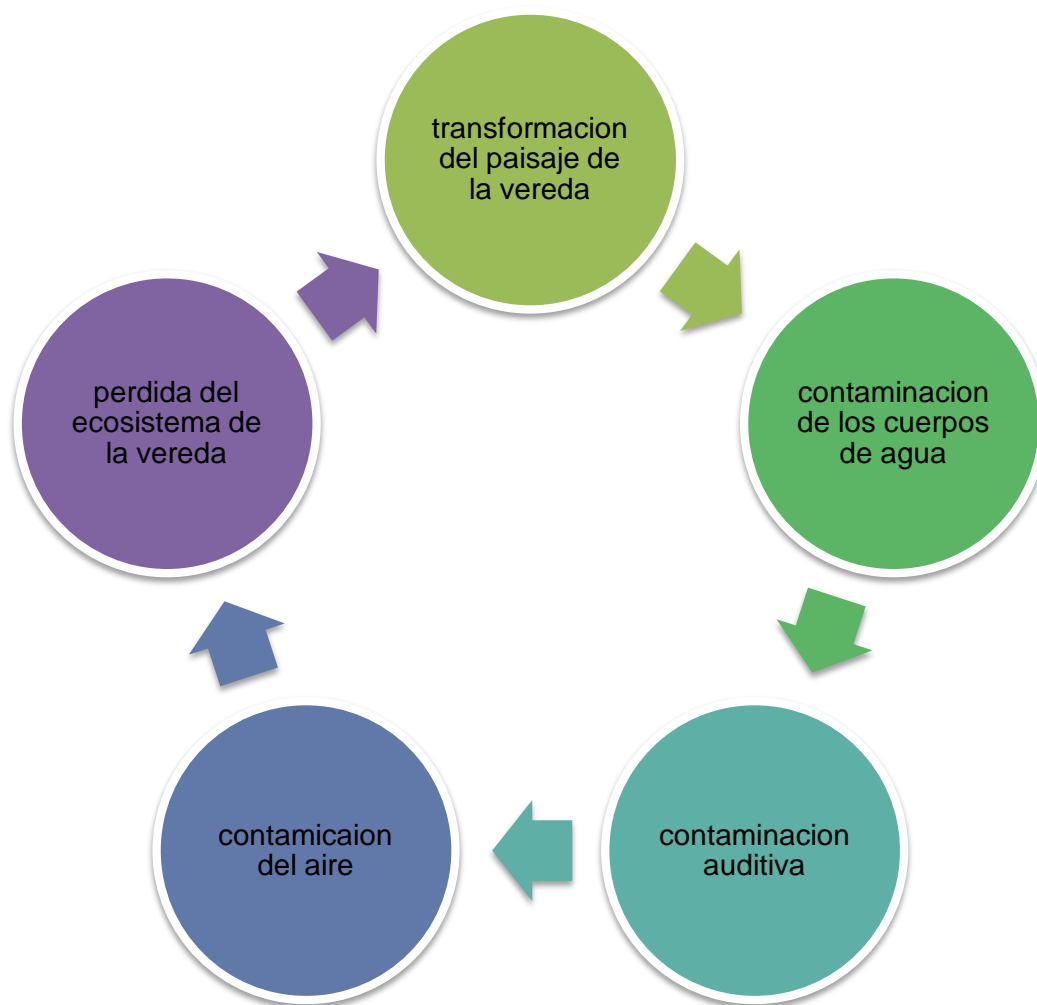 transformacion
del paisaje de
la vereda
contaminacion
de los cuerpos
de agua
contaminacion
auditiva
contamicaion
del aire
perdida del
ecosistema de
la vereda